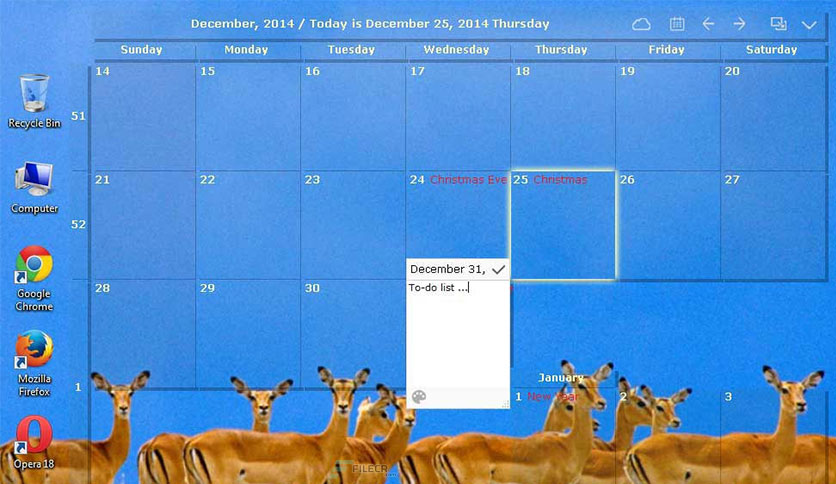 December, 2014 / Today is December 25, 2014 Thursday
Sunday Monday Tuesday Wednesday Thursday Friday Saturday
14 15 16 17 18 19 20
Recycle Bin
51
21 22 23 24 Christmas Eve 25 Christmas 26 27
Computer
52
December 31,
28 29 30 To-do list ...
Google
Chrome
Mozilla
Firefox
January
1
1 New Year 2 3
Opera 18
FILECR